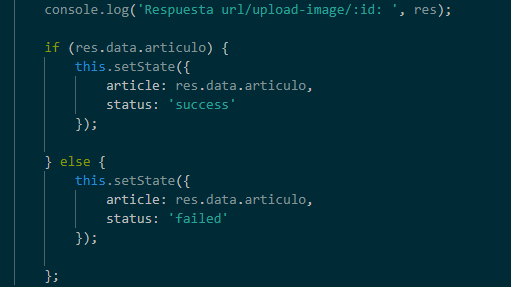 console.log('Respuesta url/upload-image/:id: ', res);
if (res.data.articulo) {
this.setState({
article: res.data.articulo,
status: 'success'
});
} else {
this.setState({
article: res.data.articulo,
status: 'failed'
});
};